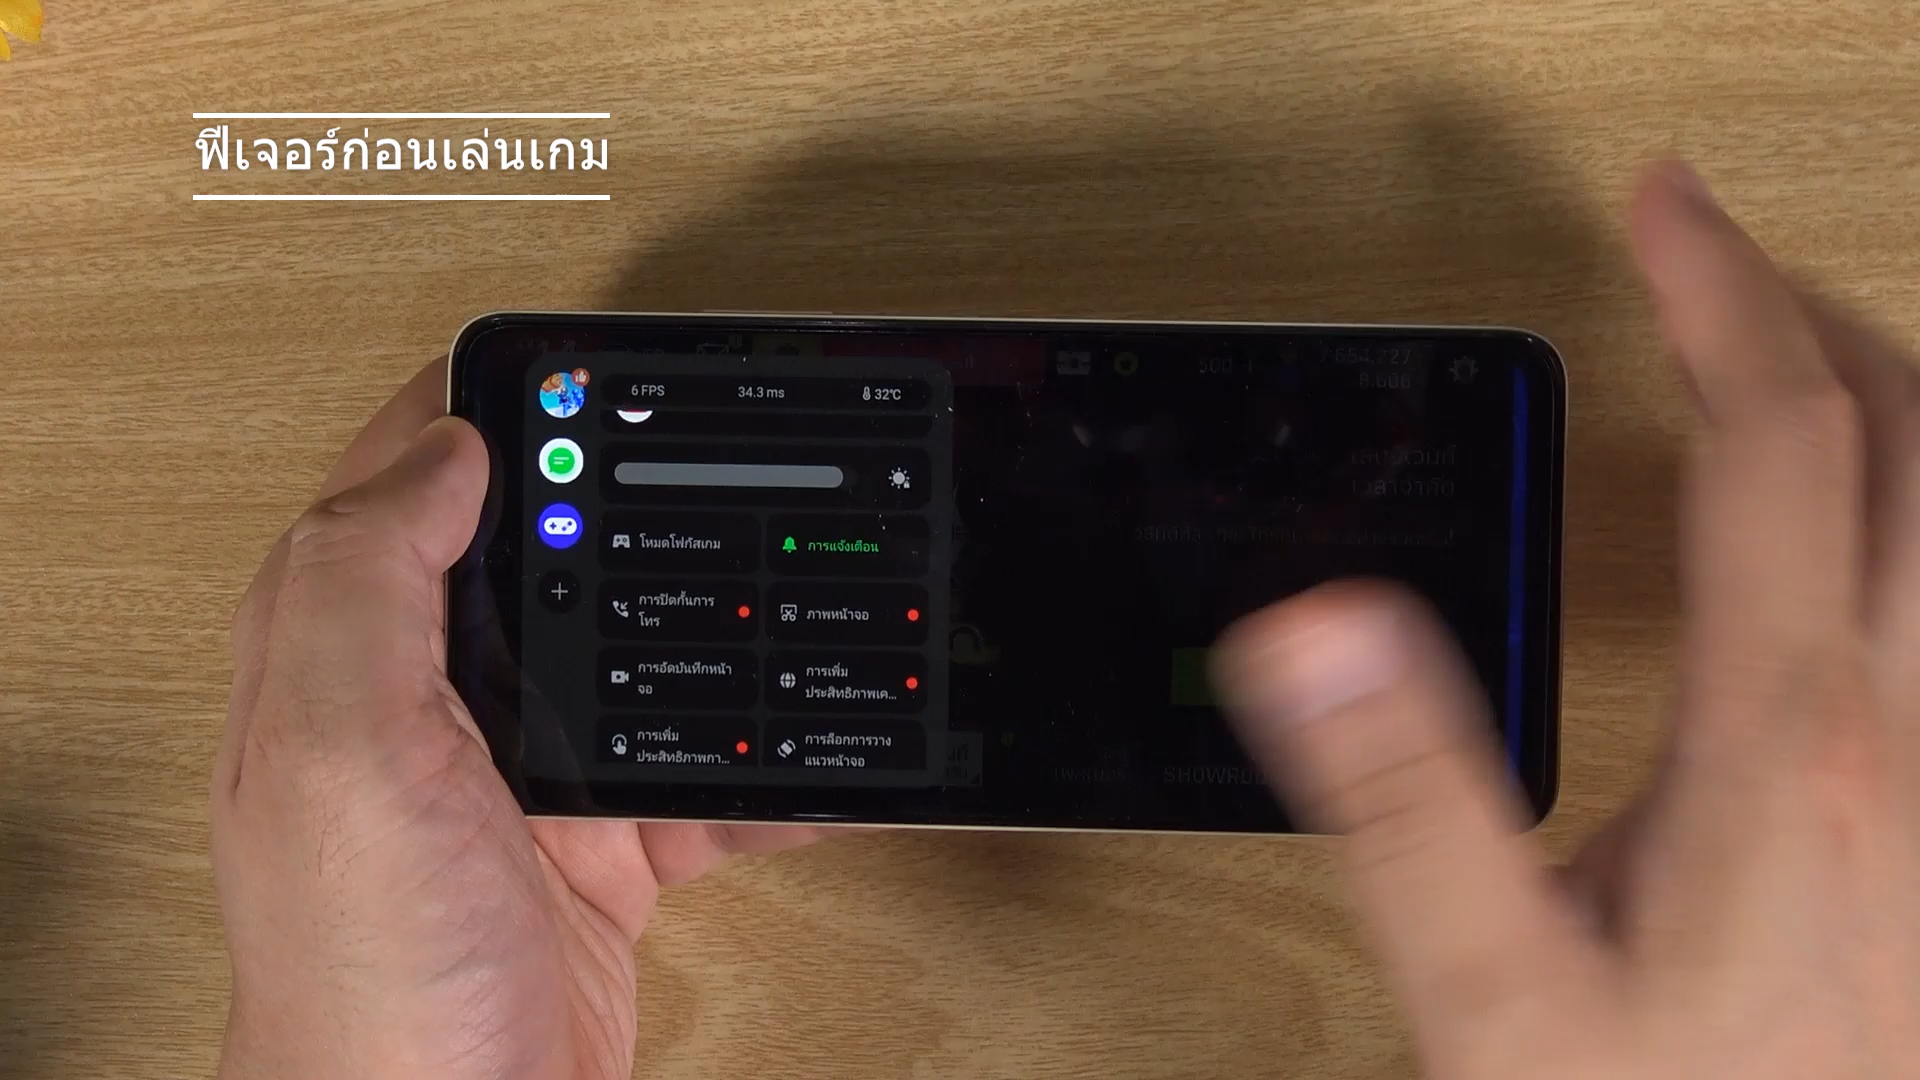 ฟีเจอร์ก่อนเล่นเกม
6 FPS
34.3 ms
32℃
โหมดโฟกัสเกม
การแจ้งเตือน
การปิดกั้นการ
โทร
ภาพหน้าจอ
การอัดบันทึกหน้า
จอ
การเพิ่ม
ประสิทธิภาพเค...
การเพิ่ม
ประสิทธิภาพกา...
การล็อกการวาง
แนวหน้าจอ
500 +
7 654,227
8,606